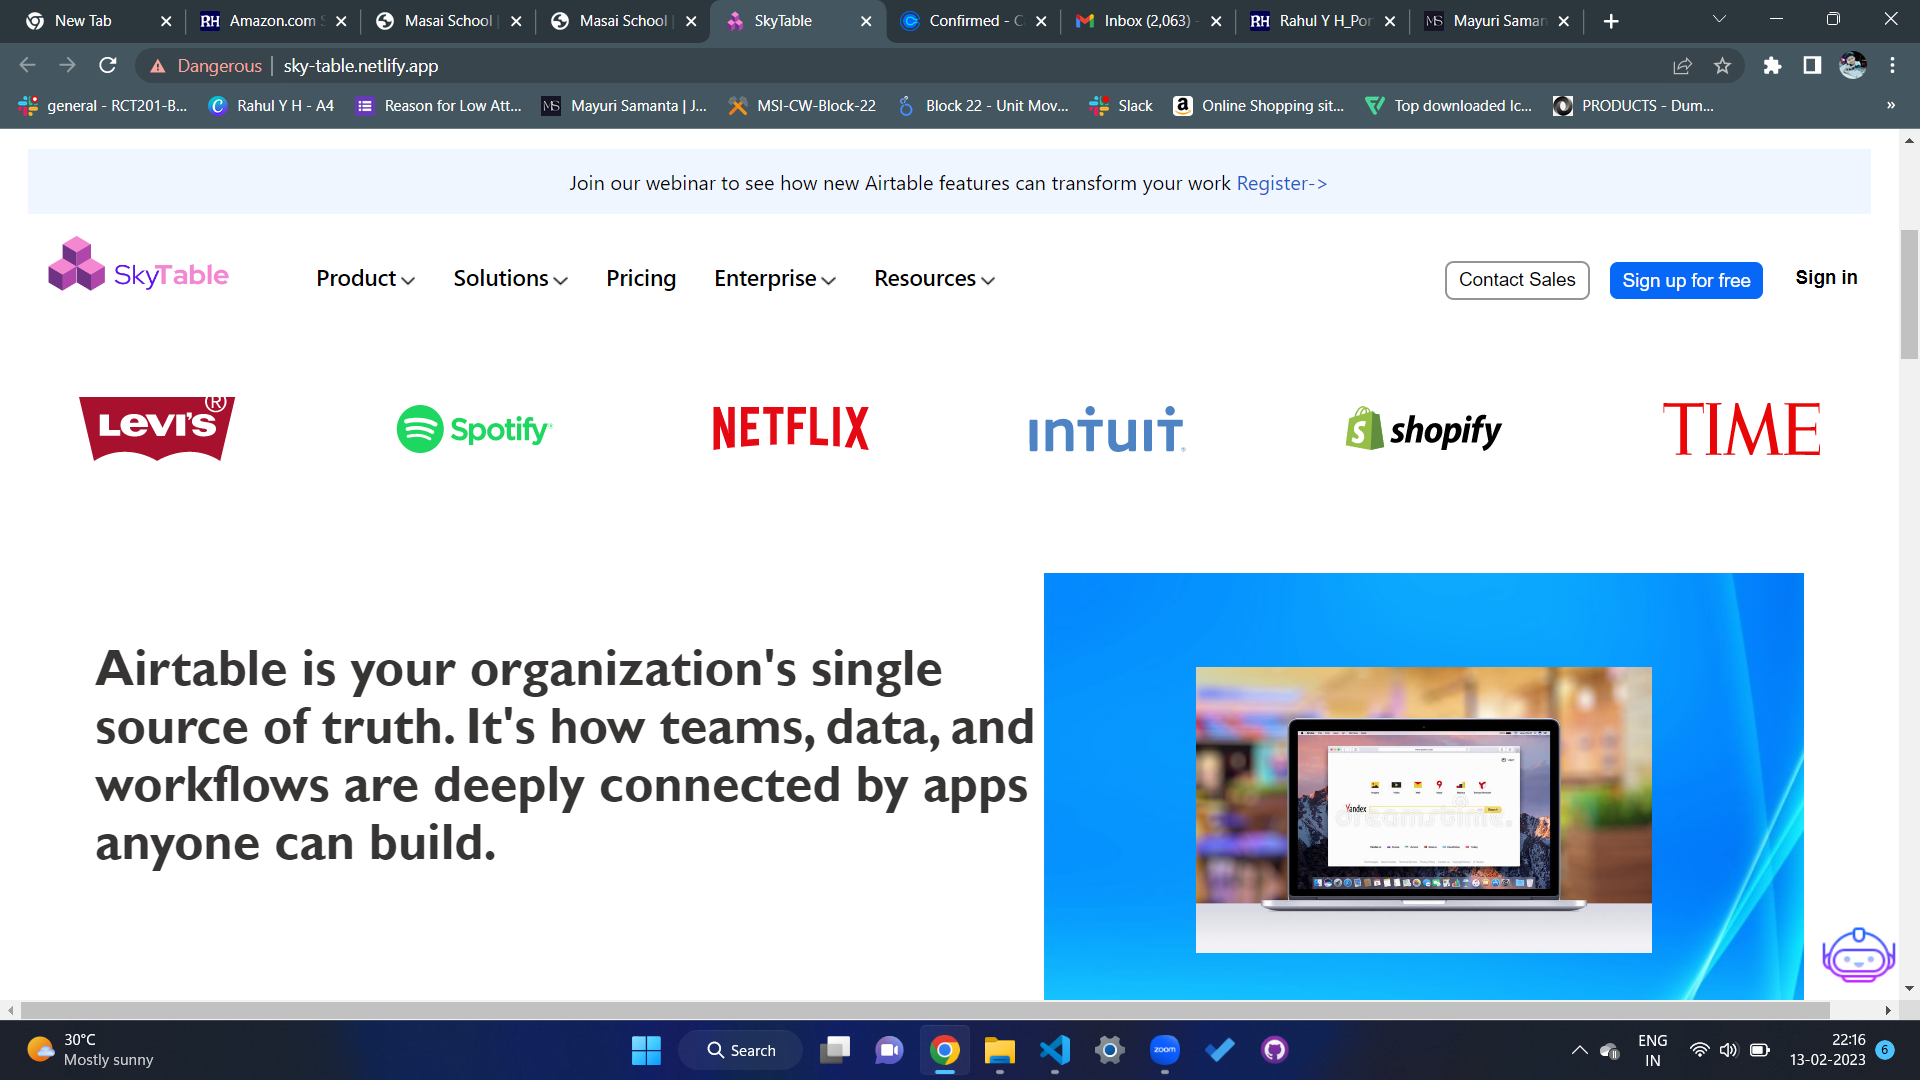 New Tab
Amazon.com S
Masai School |
Masai School |
SkyTable
Confirmed - C
Inbox (2,063) -
Rahul Y H_Por
Mayuri Saman
Dangerous | sky-table.netlify.app
general - RCT201-B...
Rahul Y H - A4
Reason for Low Att...
Mayuri Samanta | J...
MSI-CW-Block-22
Block 22 - Unit Mov...
Slack
Online Shopping sit...
Top downloaded Ic...
PRODUCTS - Dum...
»
Join our webinar to see how new Airtable features can transform your work Register->
SkyTable
Product
Solutions
Pricing
Enterprise
Resources
Contact Sales
Sign up for free
Sign in
LEVI'S ®
Spotify
NETFLIX
intuit
shopify
TIME
Airtable is your organization's single
source of truth. It's how teams, data, and
workflows are deeply connected by apps
anyone can build.
Yandex
dreamstime.
30°C
Mostly sunny
Search
zoom
ENG
IN
22:16
13-02-2023
6